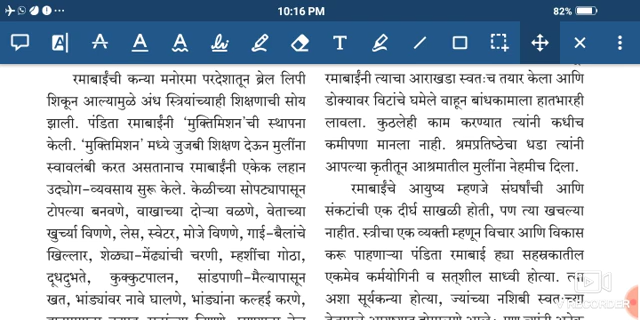 10:16 PM
82%
रमाबाईंची कन्या मनोरमा परदेशातून ब्रेल लिपी
शिकून आल्यामुळे अंध स्त्रियांच्याही शिक्षणाची सोय
झाली. पंडिता रमाबाईंनी ‘मुक्तिमिशन’ची स्थापना
केली. ‘मुक्तिमिशन’ मध्ये जुजबी शिक्षण देऊन मुलींना
स्वावलंबी करत असतानाच रमाबाईंनी एकेक लहान
उद्योग-व्यवसाय सुरू केले. केळीच्या सोपट्यापासून
टोपल्या बनवणे, वाखाच्या दोऱ्या वळणे, वेताच्या
खुर्च्या विणणे, लेस, स्वेटर, मोजे विणणे, गाई-बैलांचे
खिल्लार, शेळ्या-मेंढ्यांची चरणी, म्हशींचा गोठा,
दूधदुभते, कुक्कुटपालन, सांडपाणी-मैल्यापासून
खत, भांड्यांवर नावे घालणे, भांड्यांना कल्हई करणे,
रमाबाईंनी त्याचा आराखडा स्वतःच तयार केला आणि
डोक्यावर विटांचे घमेले वाहून बांधकामाला हातभारही
लावला. कुठलेही काम करण्यात त्यांनी कधीच
कमीपणा मानला नाही. श्रमप्रतिष्ठेचा धडा त्यांनी
आपल्या कृतीतून आश्रमातील मुलींना नेहमीच दिला.
रमाबाईंचे आयुष्य म्हणजे संघर्षांची आणि
संकटांची एक दीर्घ साखळी होती, पण त्या खचल्या
नाहीत. स्त्रीचा एक व्यक्ती म्हणून विचार आणि विकास
करू पाहणाऱ्या पंडिता रमाबाई ह्या सहस्रकातील
एकमेव कर्मयोगिनी व सत्शील साध्वी होत्या. त्या
अशा सूर्यकन्या होत्या, ज्यांच्या नशिबी स्वतःच्या